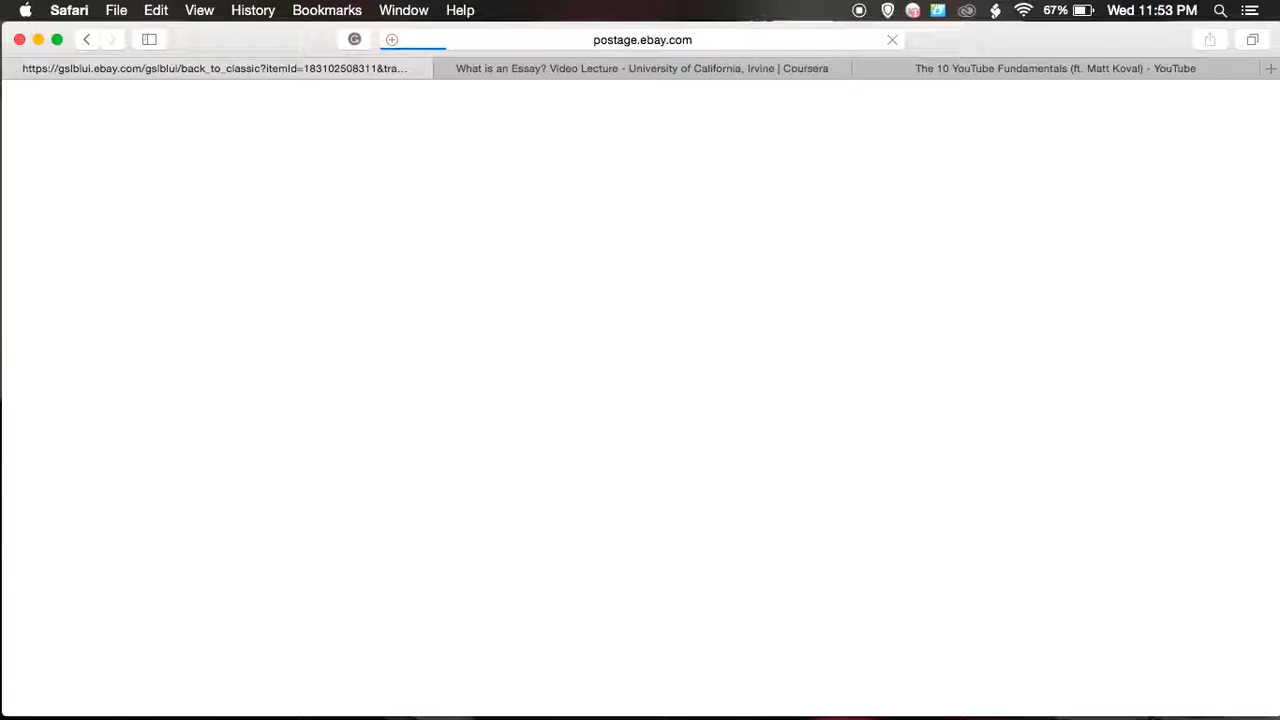 Safari File Edit View History Bookmarks Window Help 67% Wed 11:53 PM
postage.ebay.com
https://gslblui.ebay.com/gslblui/back_to_classic?itemId=183102508311&tra... What is an Essay? Video Lecture - University of California, Irvine | Coursera The 10 YouTube Fundamentals (ft. Matt Koval) - YouTube